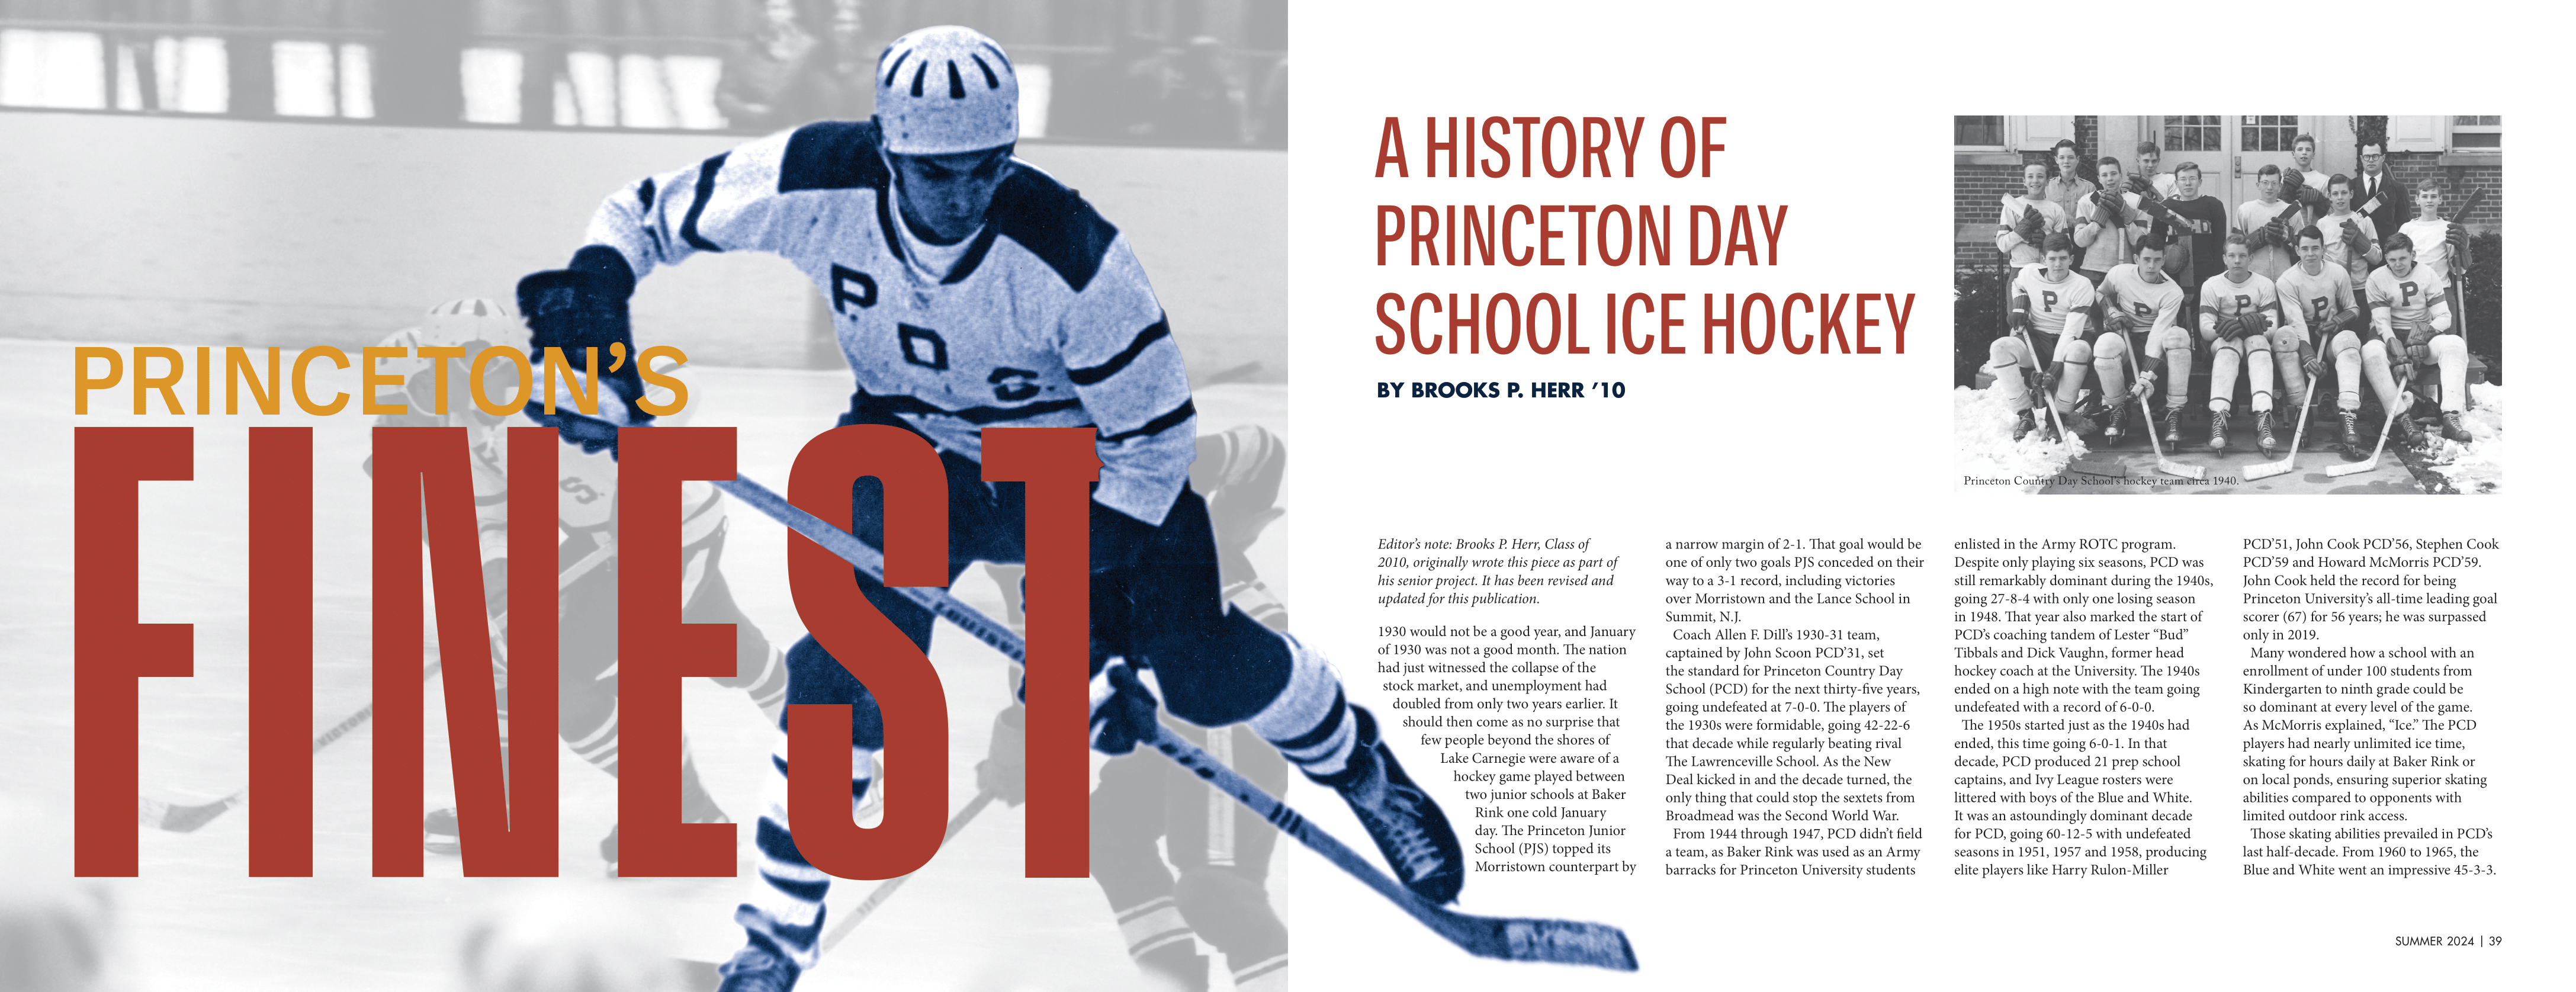 PRINCETON'S
FINEST
P
D
S
A HISTORY OF
PRINCETON DAY
SCHOOL ICE HOCKEY
BY BROOKS P. HERR ’10
Princeton Country Day School's hockey team circa 1940.
Editor’s note: Brooks P. Herr, Class of
2010, originally wrote this piece as part of
his senior project. It has been revised and
updated for this publication.
1930 would not be a good year, and January
of 1930 was not a good month. The nation
had just witnessed the collapse of the
stock market, and unemployment had
doubled from only two years earlier. It
should then come as no surprise that
few people beyond the shores of
Lake Carnegie were aware of a
hockey game played between
two junior schools at Baker
Rink one cold January
day. The Princeton Junior
School (PJS) topped its
Morristown counterpart by
a narrow margin of 2-1. That goal would be
one of only two goals PJS conceded on their
way to a 3-1 record, including victories
over Morristown and the Lance School in
Summit, N.J.
Coach Allen F. Dill’s 1930-31 team,
captained by John Scoon PCD’31, set
the standard for Princeton Country Day
School (PCD) for the next thirty-five years,
going undefeated at 7-0-0. The players of
the 1930s were formidable, going 42-22-6
that decade while regularly beating rival
The Lawrenceville School. As the New
Deal kicked in and the decade turned, the
only thing that could stop the sextets from
Broadmead was the Second World War.
From 1944 through 1947, PCD didn’t field
a team, as Baker Rink was used as an Army
barracks for Princeton University students
enlisted in the Army ROTC program.
Despite only playing six seasons, PCD was
still remarkably dominant during the 1940s,
going 27-8-4 with only one losing season
in 1948. That year also marked the start of
PCD’s coaching tandem of Lester “Bud”
Tibbals and Dick Vaughn, former head
hockey coach at the University. The 1940s
ended on a high note with the team going
undefeated with a record of 6-0-0.
The 1950s started just as the 1940s had
ended, this time going 6-0-1. In that
decade, PCD produced 21 prep school
captains, and Ivy League rosters were
littered with boys of the Blue and White.
It was an astoundingly dominant decade
for PCD, going 60-12-5 with undefeated
seasons in 1951, 1957 and 1958, producing
elite players like Harry Rulon-Miller
PCD’51, John Cook PCD’56, Stephen Cook
PCD’59 and Howard McMorris PCD’59.
John Cook held the record for being
Princeton University’s all-time leading goal
scorer (67) for 56 years; he was surpassed
only in 2019.
Many wondered how a school with an
enrollment of under 100 students from
Kindergarten to ninth grade could be
so dominant at every level of the game.
As McMorris explained, “Ice.” The PCD
players had nearly unlimited ice time,
skating for hours daily at Baker Rink or
on local ponds, ensuring superior skating
abilities compared to opponents with
limited outdoor rink access.
Those skating abilities prevailed in PCD’s
last half-decade. From 1960 to 1965, the
Blue and White went an impressive 45-3-3.
SUMMER 2024 | 39